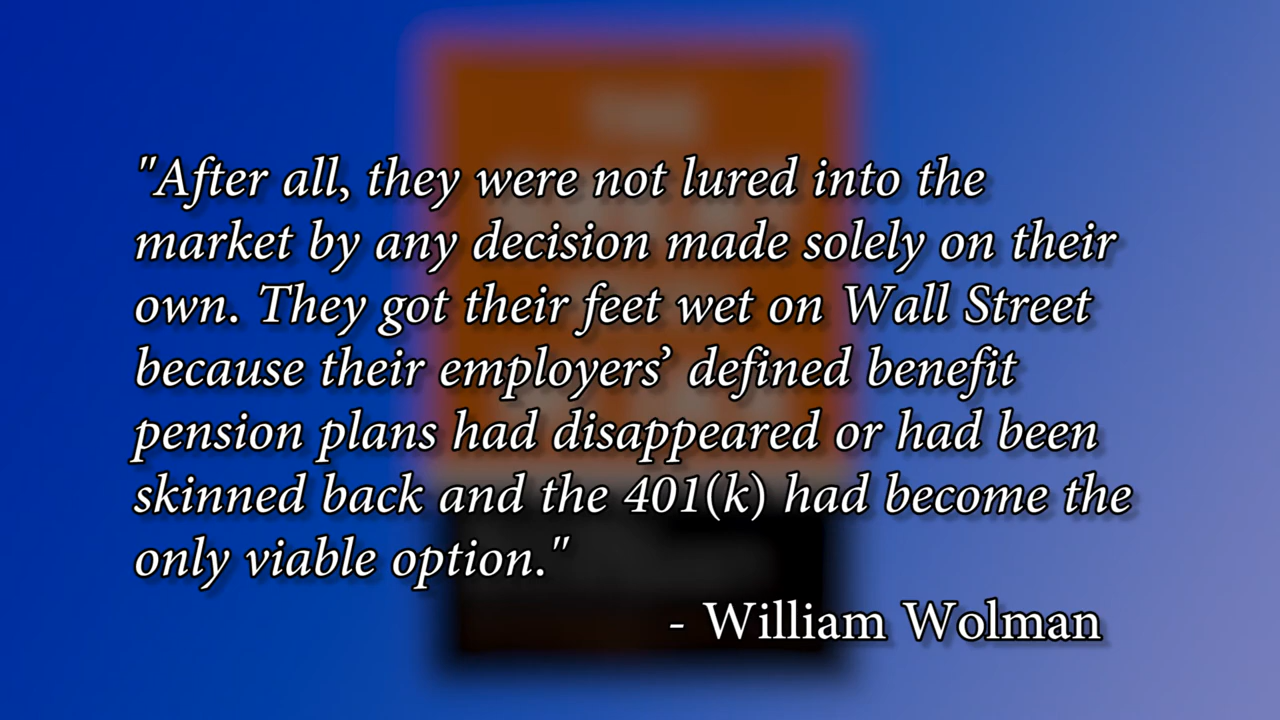 "After all, they were not lured into the
market by any decision made solely on their
own. They got their feet wet on Wall Street
because their employers’ defined benefit
pension plans had disappeared or had been
skinned back and the 401(k) had become the
only viable option."
- William Wolman